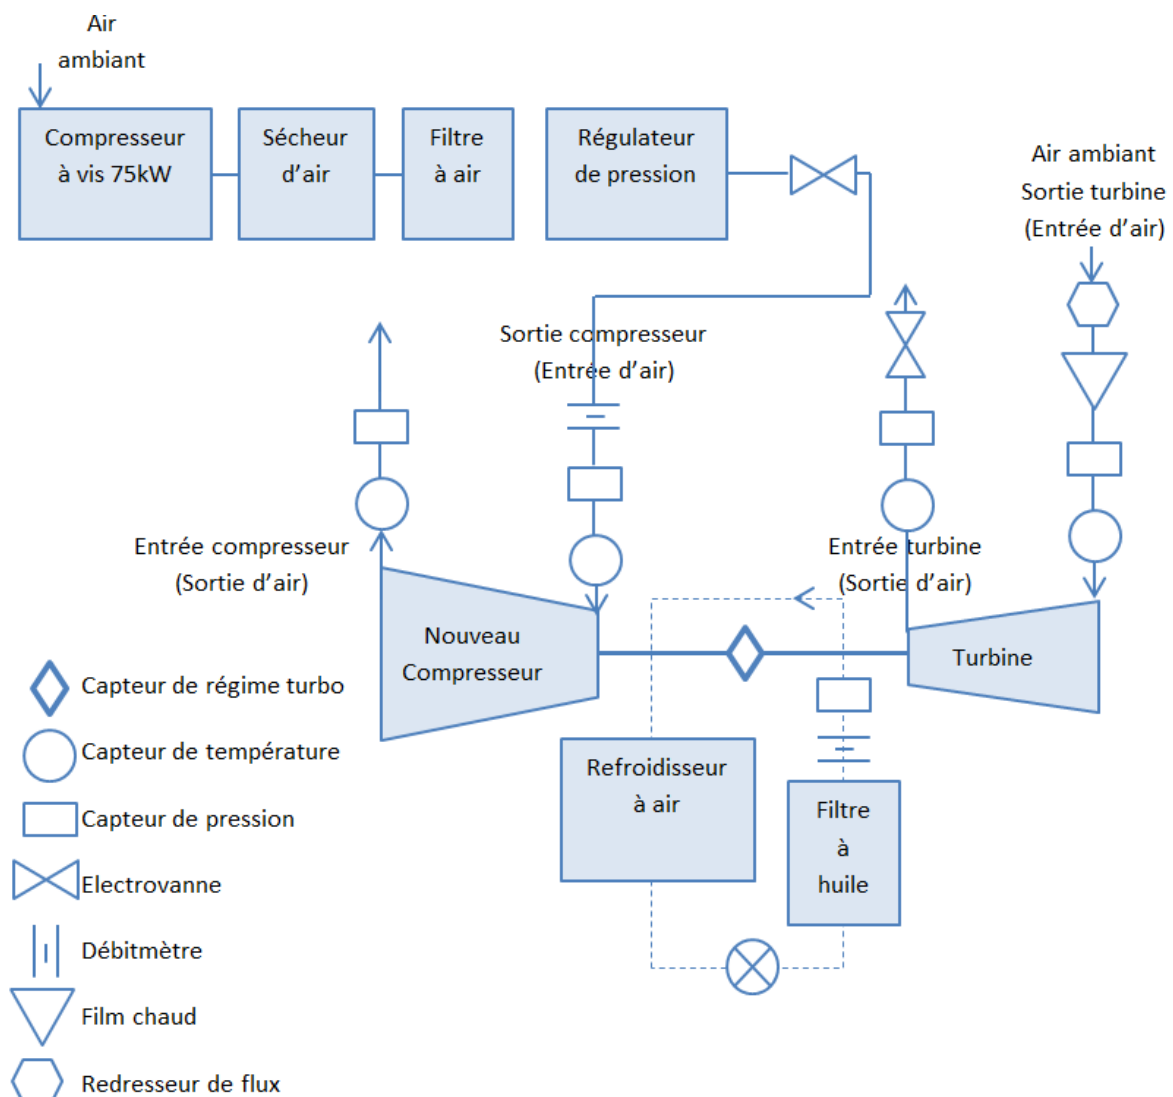 Air
ambiant
Compresseur
à vis 75kW
Sécheur
d'air
Filtre
à air
Régulateur
de pression
Air ambiant
Sortie turbine
(Entrée d'air)
Sortie compresseur
(Entrée d'air)
Entrée compresseur
(Sortie d'air)
Entrée turbine
(Sortie d'air)
Nouveau
Compresseur
Turbine
Refroidisseur
à air
Filtre
à
huile
Capteur de régime turbo
Capteur de température
Capteur de pression
Electrovanne
Débitmètre
Film chaud
Redresseur de flux